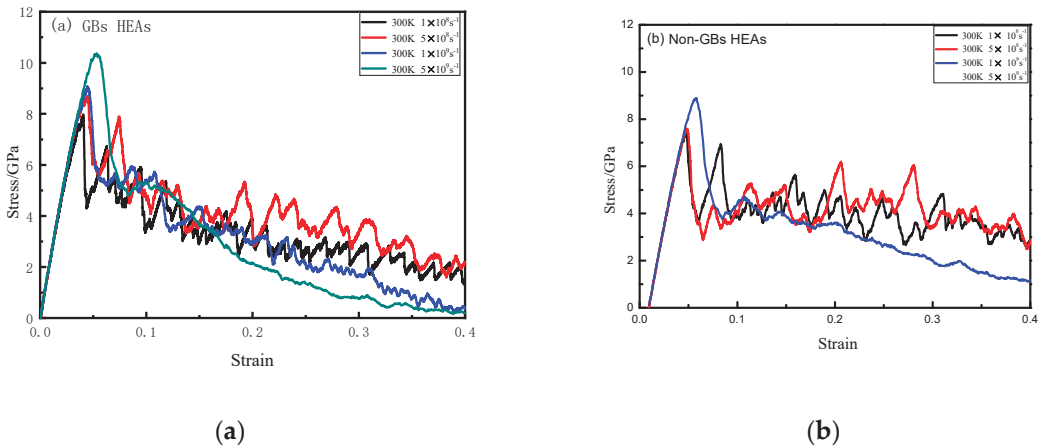 (a) GBs HEAs
300K 1×10⁸s⁻¹
300K 5×10⁸s⁻¹
300K 1×10⁹s⁻¹
300K 5×10⁹s⁻¹
12
10
8
6
4
2
0
Stress/GPa
0.0 0.1 0.2 0.3 0.4
Strain
(a)
(b) Non-GBs HEAs
300K 1× 10⁸s⁻¹
300K 5× 10⁸s⁻¹
300K 1× 10⁹s⁻¹
300K 5× 10⁹s⁻¹
12
10
8
6
4
2
0
Stress/GPa
0.0 0.1 0.2 0.3 0.4
Strain
(b)